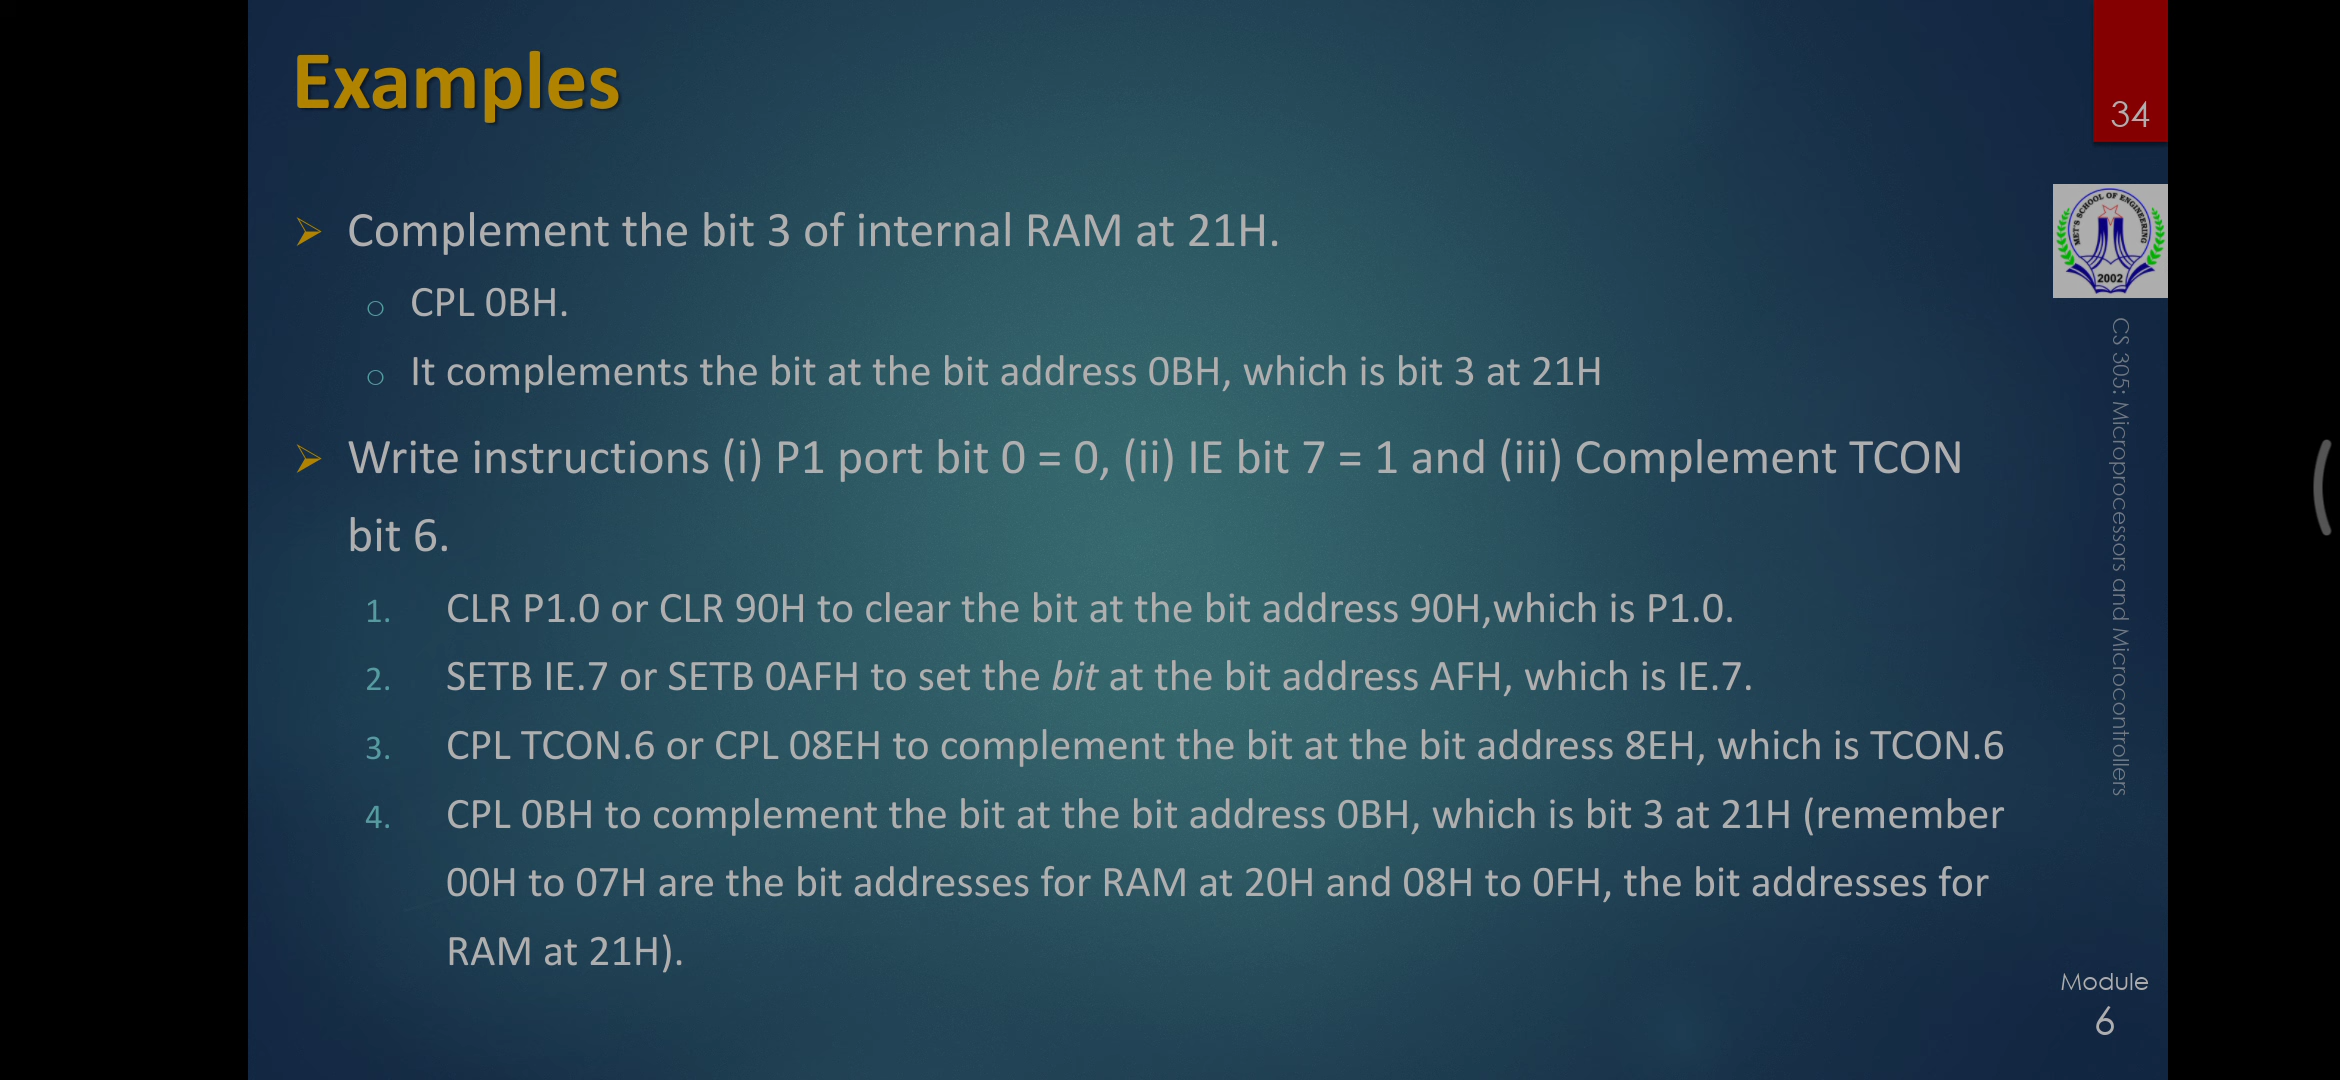 Examples
34
➢ Complement the bit 3 of internal RAM at 21H.
MET'S SCHOOL OF ENGINEERING
2002
o CPL 0BH.
o It complements the bit at the bit address 0BH, which is bit 3 at 21H
➢ Write instructions (i) P1 port bit 0 = 0, (ii) IE bit 7 = 1 and (iii) Complement TCON
bit 6.
1. CLR P1.0 or CLR 90H to clear the bit at the bit address 90H,which is P1.0.
2. SETB IE.7 or SETB 0AFH to set the bit at the bit address AFH, which is IE.7.
3. CPL TCON.6 or CPL 08EH to complement the bit at the bit address 8EH, which is TCON.6
4. CPL 0BH to complement the bit at the bit address 0BH, which is bit 3 at 21H (remember
00H to 07H are the bit addresses for RAM at 20H and 08H to 0FH, the bit addresses for
RAM at 21H).
CS 305: Microprocessors and Microcontrollers
Module
6